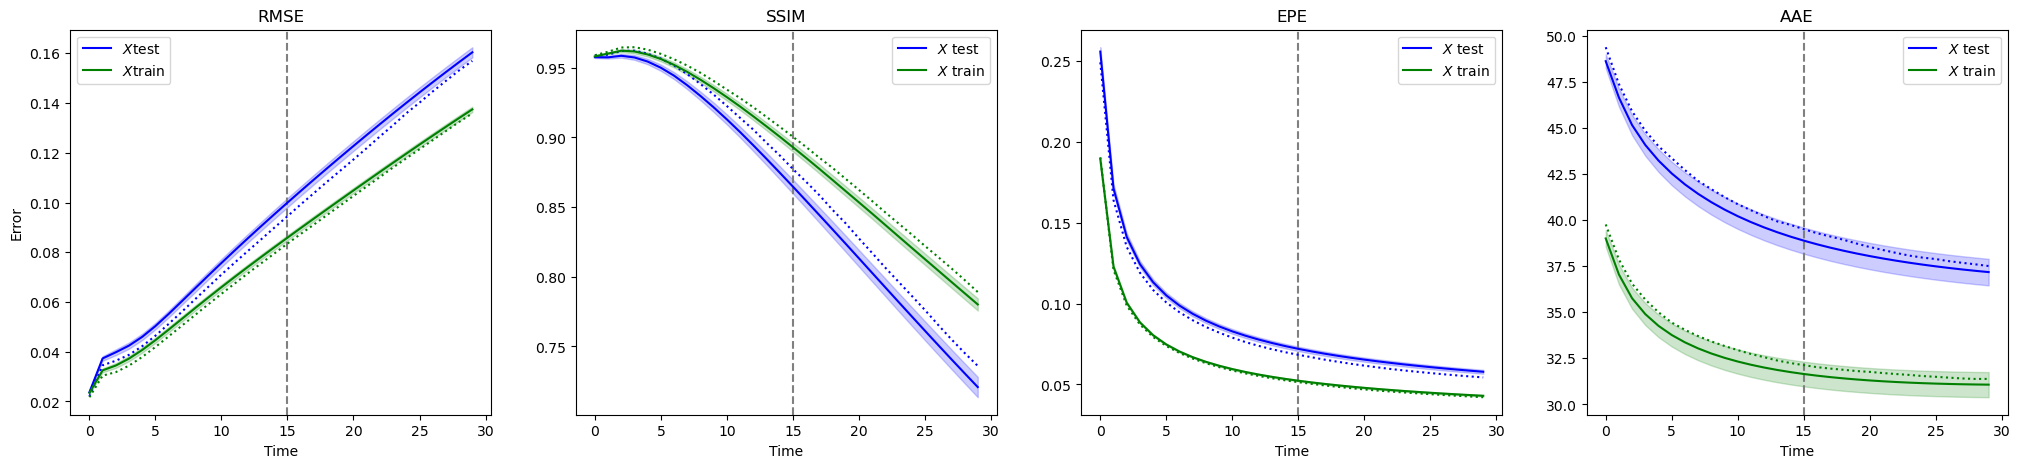 RMSE
Error
0.16
0.14
0.12
0.10
0.08
0.06
0.04
0.02
Xtest
Xtrain
0 5 10 15 20 25 30
Time
SSIM
0.95
0.90
0.85
0.80
0.75
X test
X train
0 5 10 15 20 25 30
Time
EPE
0.25
0.20
0.15
0.10
0.05
X test
X train
0 5 10 15 20 25 30
Time
AAE
50.0
47.5
45.0
42.5
40.0
37.5
35.0
32.5
30.0
X test
X train
0 5 10 15 20 25 30
Time